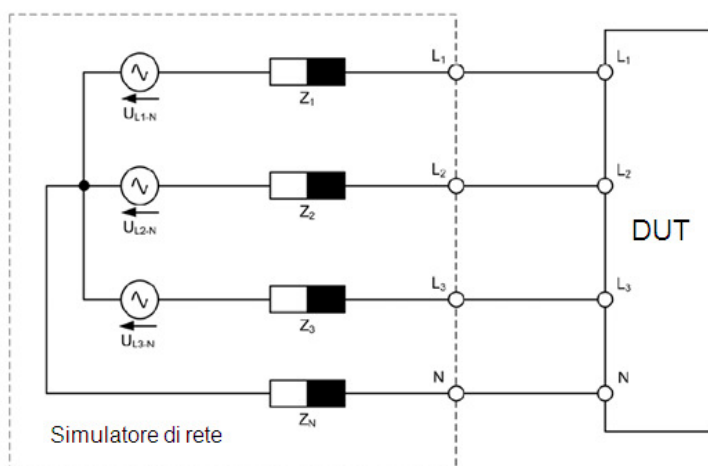 L1
L1
UL1-N
Z1
L2
L2
UL2-N
Z2
DUT
L3
L3
UL3-N
Z3
N
N
ZN
Simulatore di rete